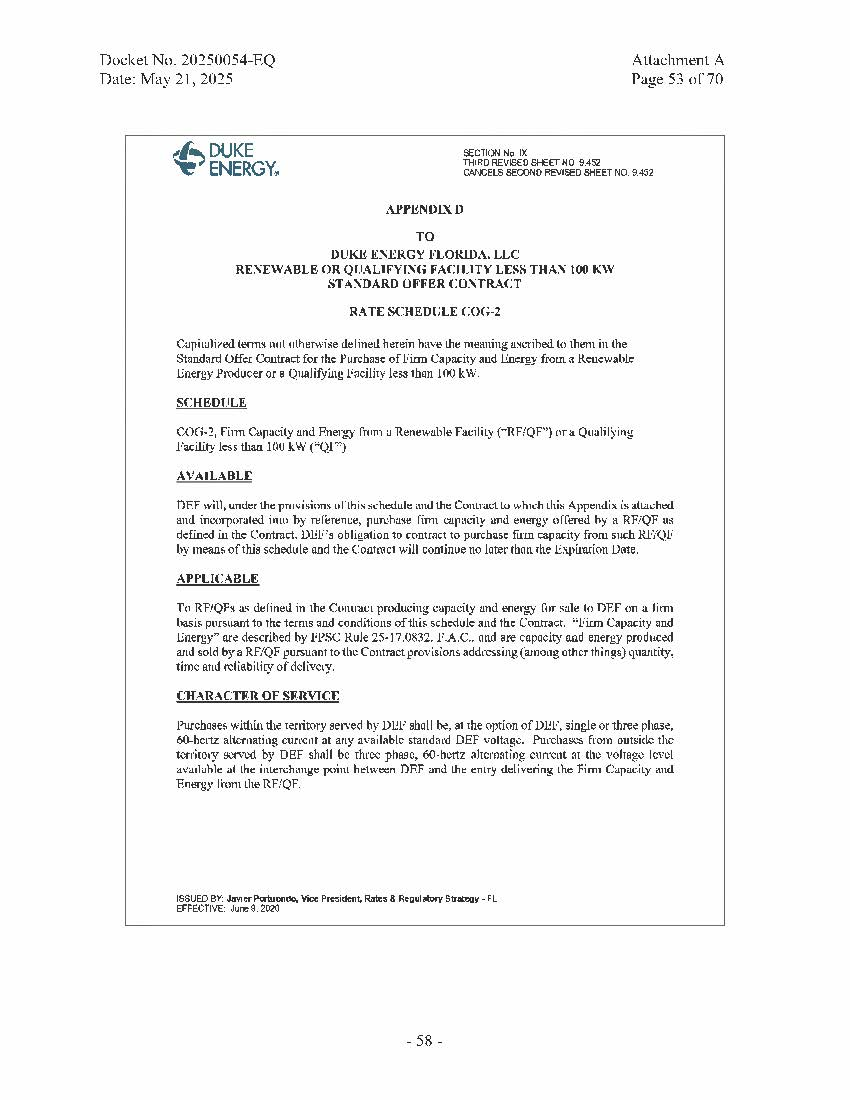 Docket No. 20250054-EQ
Date: May 21, 2025
Attachment A
Page 53 of 70
DUKE
ENERGY
SECTION No. IX
THIRD REVISED SHEET NO. 9.452
CANCELS SECOND REVISED SHEET NO. 9.452
APPENDIX D
TO
DUKE ENERGY FLORIDA, LLC
RENEWABLE OR QUALIFYING FACILITY LESS THAN 100 KW
STANDARD OFFER CONTRACT
RATE SCHEDULE COG-2
Capitalized terms not otherwise defined herein have the meaning ascribed to them in the
Standard Offer Contract for the Purchase of Firm Capacity and Energy from a Renewable
Energy Producer or a Qualifying Facility less than 100 kW.
SCHEDULE
COG-2, Firm Capacity and Energy from a Renewable Facility (“RF/QF”) or a Qualifying
Facility less than 100 kW (“QF”)
AVAILABLE
DEF will, under the provisions of this schedule and the Contract to which this Appendix is attached
and incorporated into by reference, purchase firm capacity and energy offered by a RF/QF as
defined in the Contract. DEF’s obligation to contract to purchase firm capacity from such RF/QF
by means of this schedule and the Contract will continue no later than the Expiration Date.
APPLICABLE
To RF/QFs as defined in the Contract producing capacity and energy for sale to DEF on a firm
basis pursuant to the terms and conditions of this schedule and the Contract. “Firm Capacity and
Energy” are described by FPSC Rule 25-17.0832, F.A.C., and are capacity and energy produced
and sold by a RF/QF pursuant to the Contract provisions addressing (among other things) quantity,
time and reliability of delivery.
CHARACTER OF SERVICE
Purchases within the territory served by DEF shall be, at the option of DEF, single or three phase,
60-hertz alternating current at any available standard DEF voltage. Purchases from outside the
territory served by DEF shall be three phase, 60-hertz alternating current at the voltage level
available at the interchange point between DEF and the entry delivering the Firm Capacity and
Energy from the RF/QF.
ISSUED BY: Javier Portuondo, Vice President, Rates & Regulatory Strategy - FL
EFFECTIVE: June 9, 2020
- 58 -